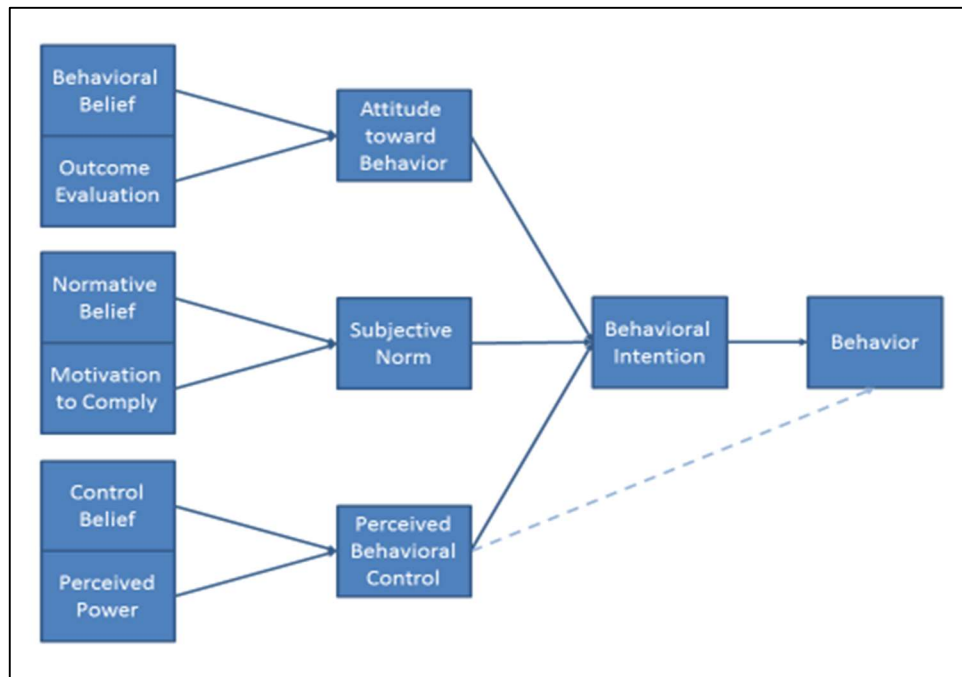 Behavioral
Belief
Outcome
Evaluation
Attitude
toward
Behavior
Normative
Belief
Motivation
to Comply
Subjective
Norm
Behavioral
Intention
Behavior
Control
Belief
Perceived
Power
Perceived
Behavioral
Control